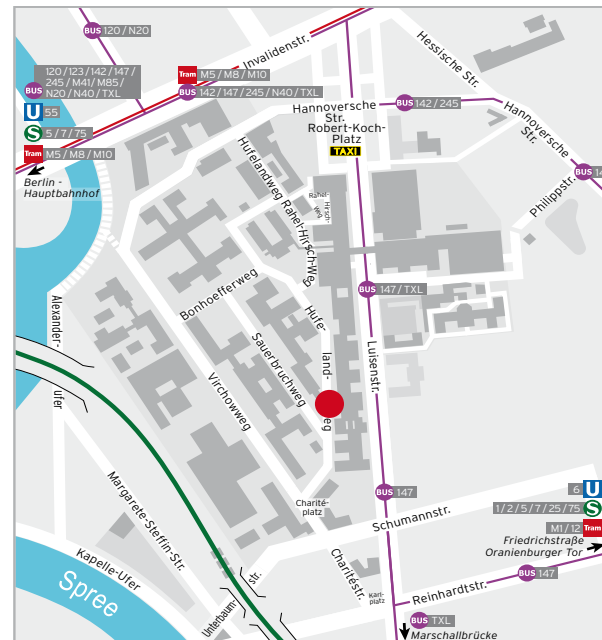 BUS 120 / N20
Invalidenstr.
Hessische Str.
BUS 120 / 123 / 142 / 147 /
245 / M41 / M85 /
N20 / N40 / TXL
Tram M5 / M8 / M10
BUS 142 / 147 / 245 / N40 / TXL
U 55
S 5 / 7 / 75
Tram M5 / M8 / M10
Berlin -
Hauptbahnhof
Hannoversche
Str.
Robert-Koch-
Platz
TAXI
BUS 142 / 245
Hannoversche
Str.
BUS 14
Philippstr.
Hufelandweg
Rahel-Hirsch-Weg
Rahel-
Hirsch-
Weg
Bonhoefferweg
BUS 147 / TXL
Alexander-
ufer
Hufe-
land-
eg
Sauerbruchweg
Virchowweg
Luisenstr.
Margarete-Steffin-Str.
Charité-
platz
BUS 147
Schumannstr.
6 U
1 / 2 / 5 / 7 / 25 / 75 S
M1 / 12 Tram
Friedrichstraße
Oranienburger Tor
Kapelle-Ufer
Spree
Unterbaum-
str.
Charitéstr.
Karl-
platz
Reinhardtstr.
BUS 147
BUS TXL
Marschallbrücke